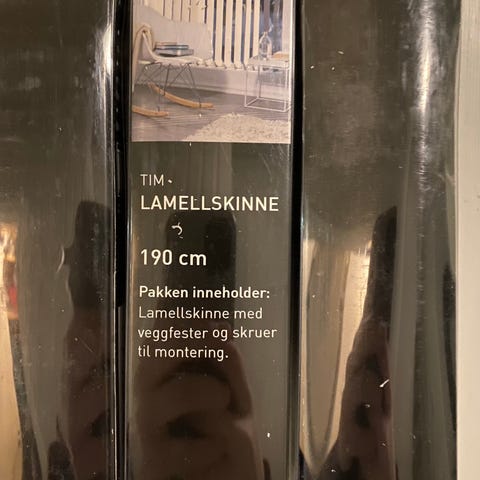 TIM
LAMELLSKINNE
190 cm
Pakken inneholder:
Lamellskinne med
veggfester og skruer
til montering.